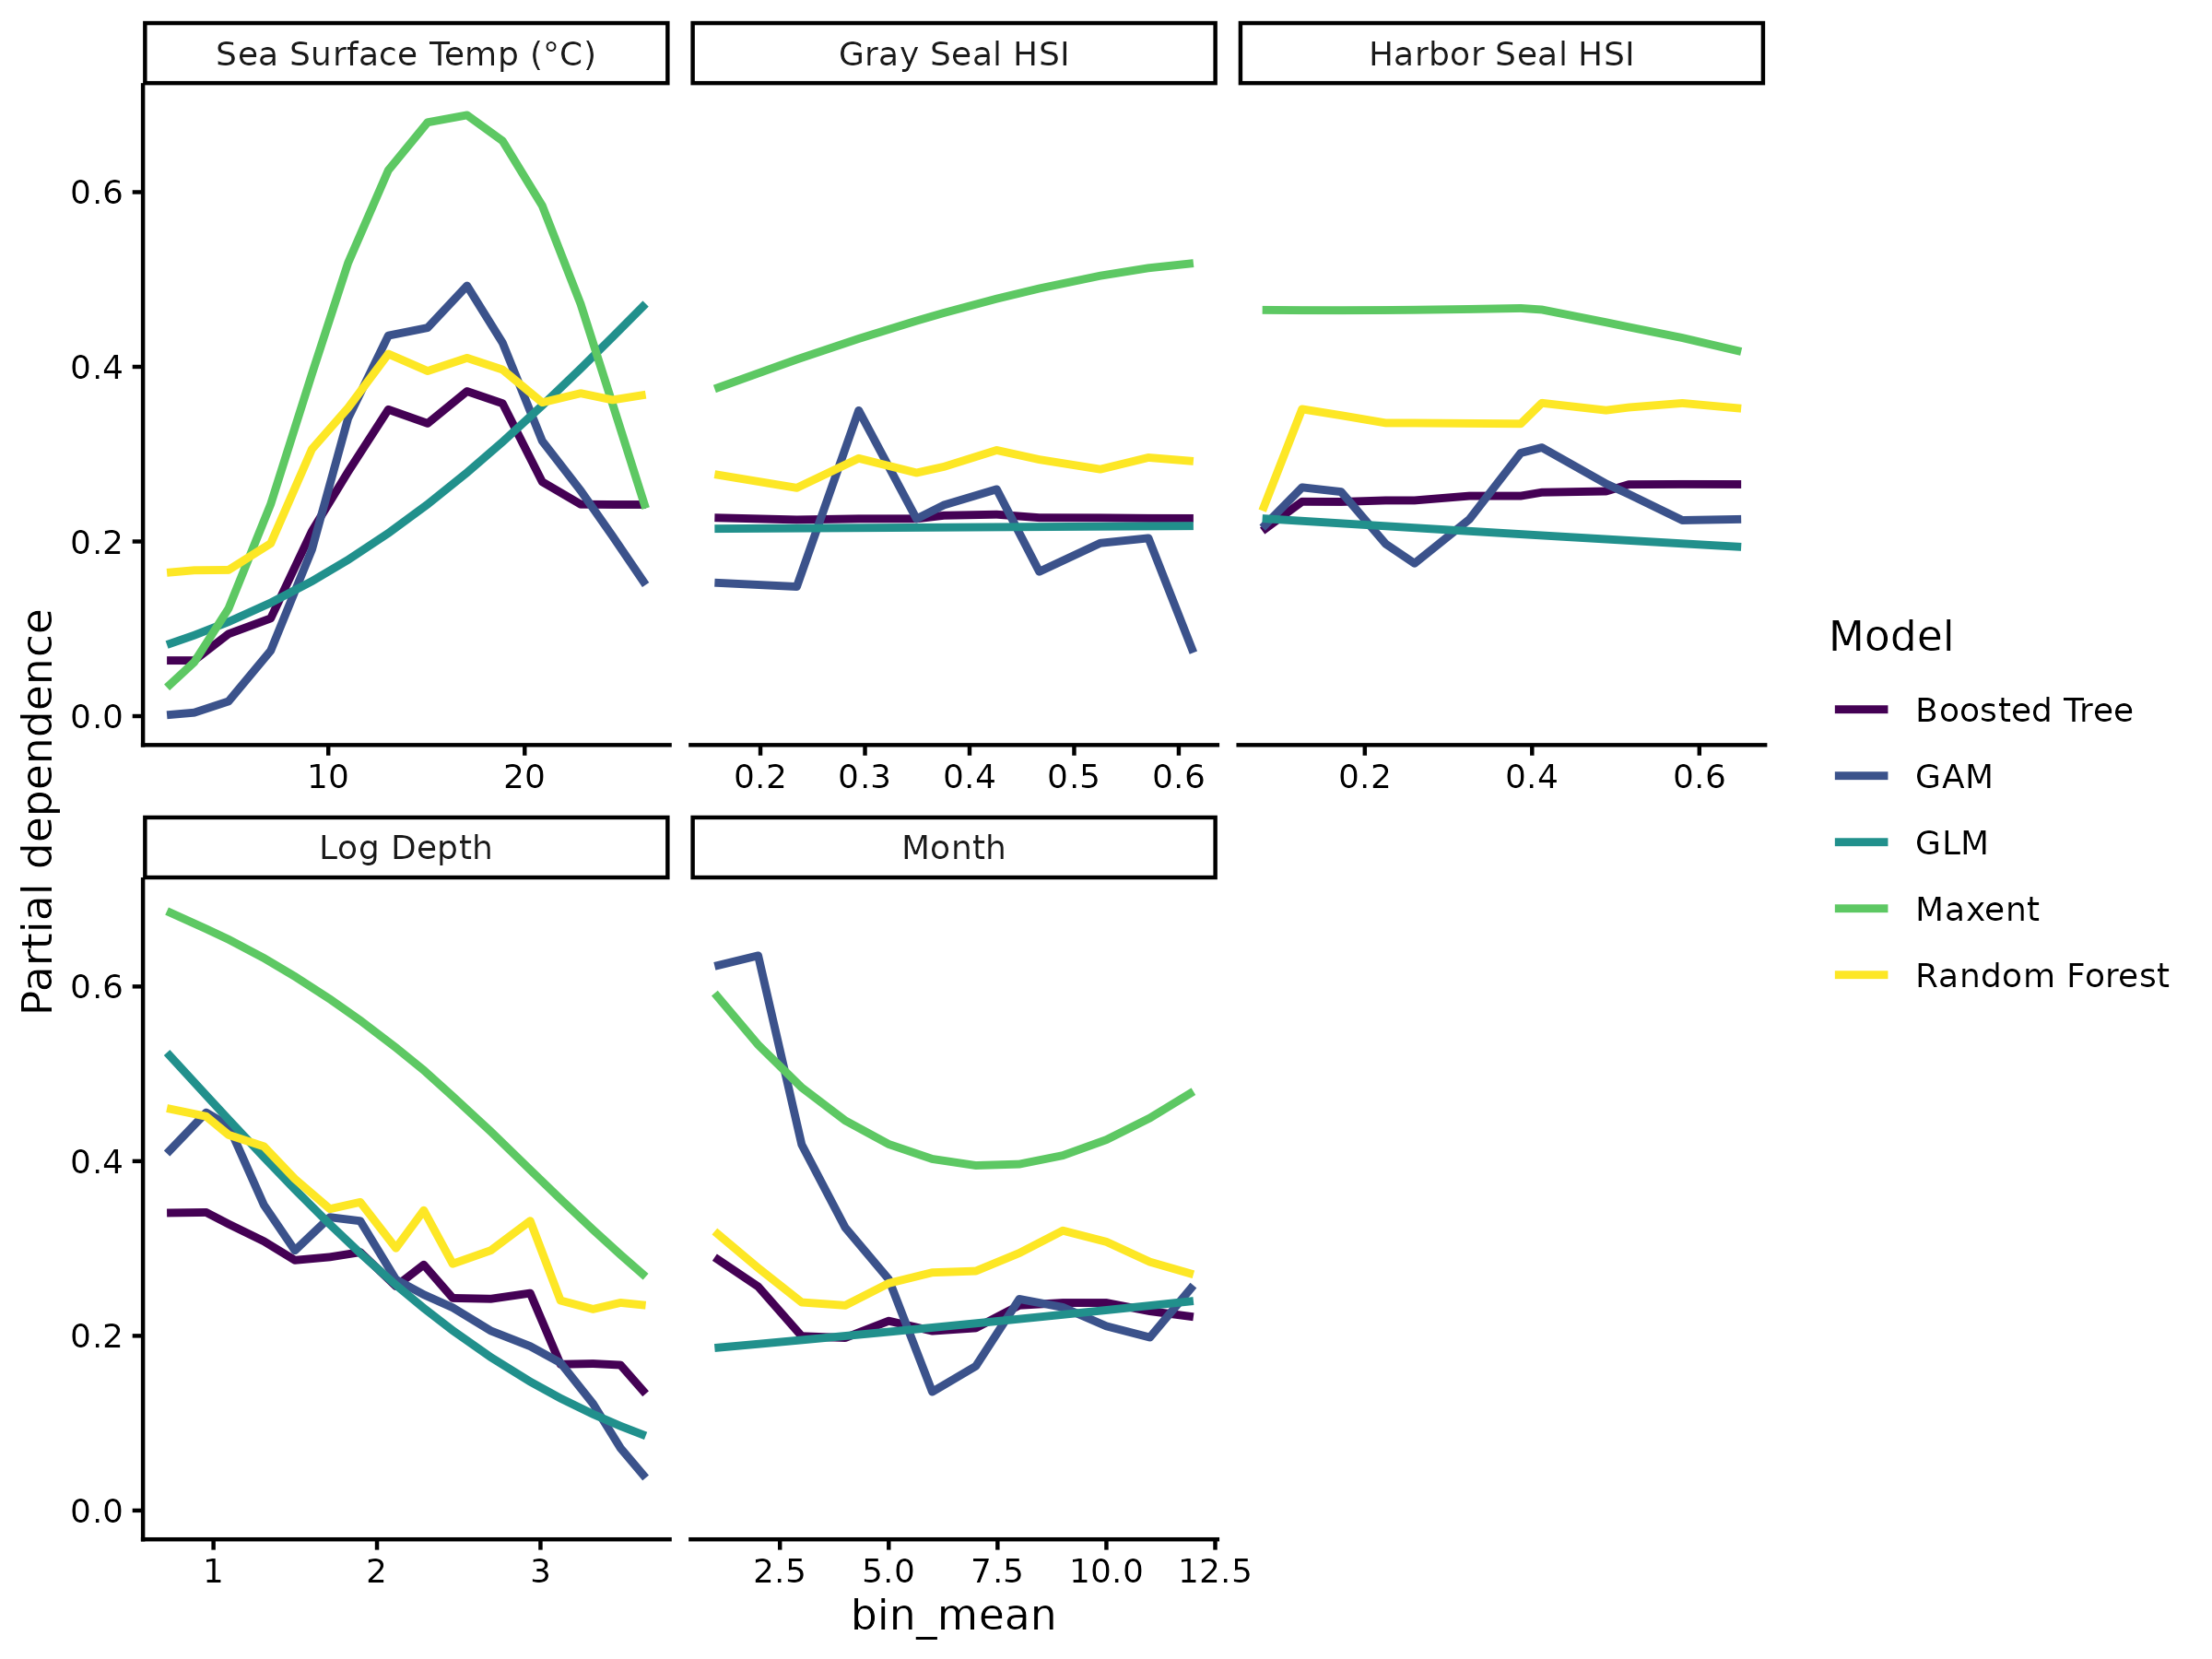 Sea Surface Temp (°C)
Gray Seal HSI
Harbor Seal HSI
0.6
0.4
0.2
0.0
10 20
0.2 0.3 0.4 0.5 0.6
0.2 0.4 0.6
Partial dependence
Log Depth
Month
0.6
0.4
0.2
0.0
1 2 3
2.5 5.0 7.5 10.0 12.5
bin_mean
Model
Boosted Tree
GAM
GLM
Maxent
Random Forest